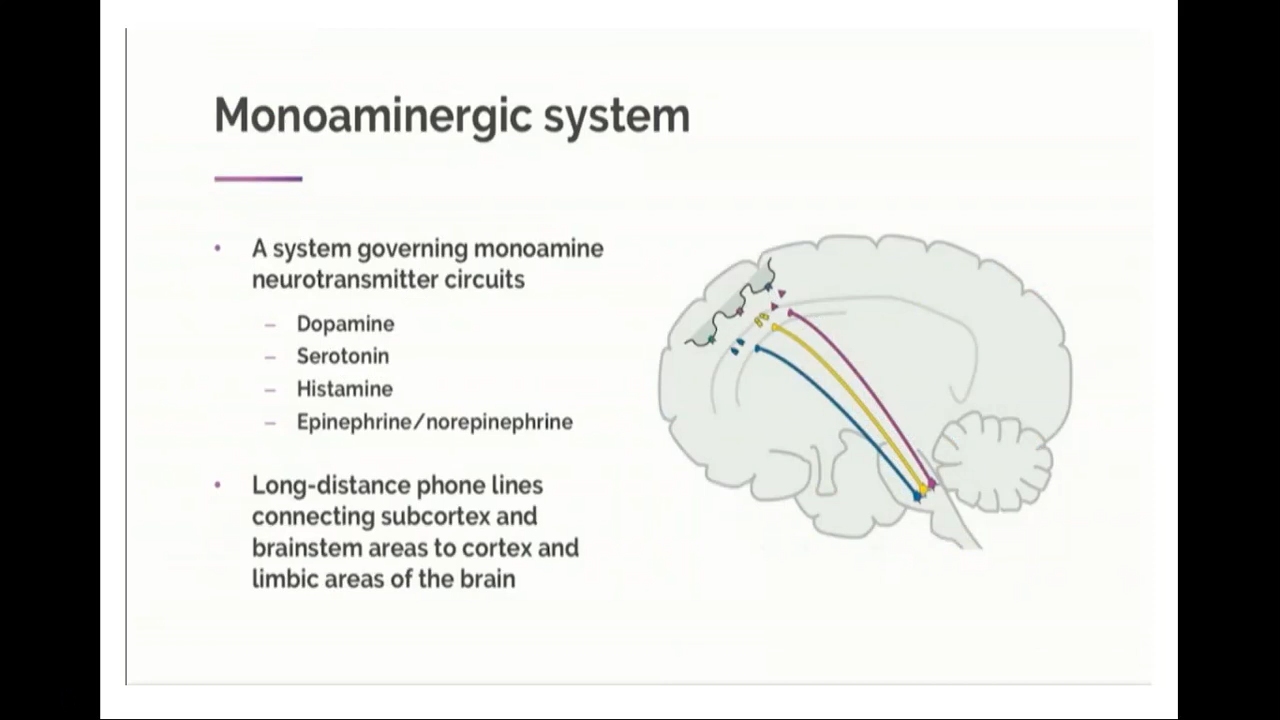 Monoaminergic system
• A system governing monoamine
neurotransmitter circuits
– Dopamine
– Serotonin
– Histamine
– Epinephrine/norepinephrine
• Long-distance phone lines
connecting subcortex and
brainstem areas to cortex and
limbic areas of the brain